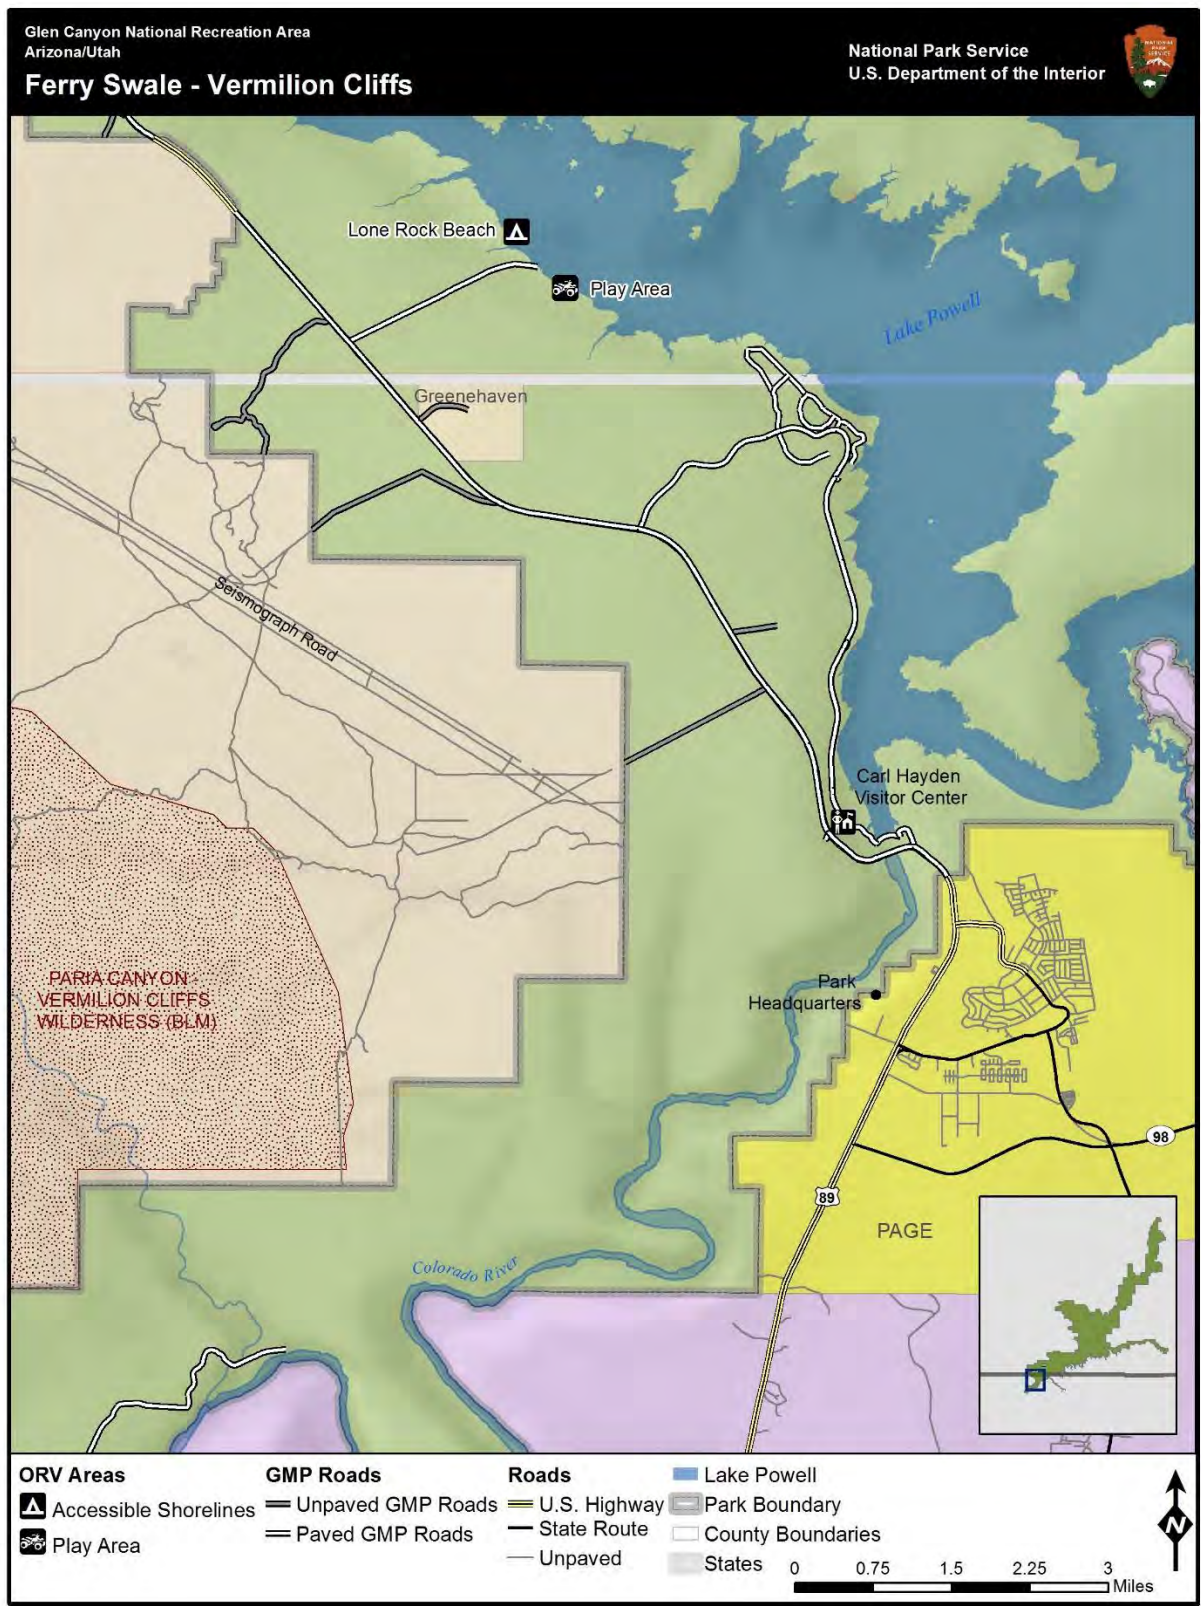 Glen Canyon National Recreation Area
Arizona/Utah
Ferry Swale - Vermilion Cliffs
National Park Service
U.S. Department of the Interior
NATIONAL
PARK
SERVICE
Lone Rock Beach
Play Area
Lake Powell
Greenehaven
Seismograph Road
Carl Hayden
Visitor Center
PARIA CANYON -
VERMILION CLIFFS
WILDERNESS (BLM)
Park
Headquarters
98
89
PAGE
Colorado River
ORV Areas
Accessible Shorelines
Play Area
GMP Roads
Unpaved GMP Roads
Paved GMP Roads
Roads
U.S. Highway
State Route
Unpaved
Lake Powell
Park Boundary
County Boundaries
States
0 0.75 1.5 2.25 3
Miles
N